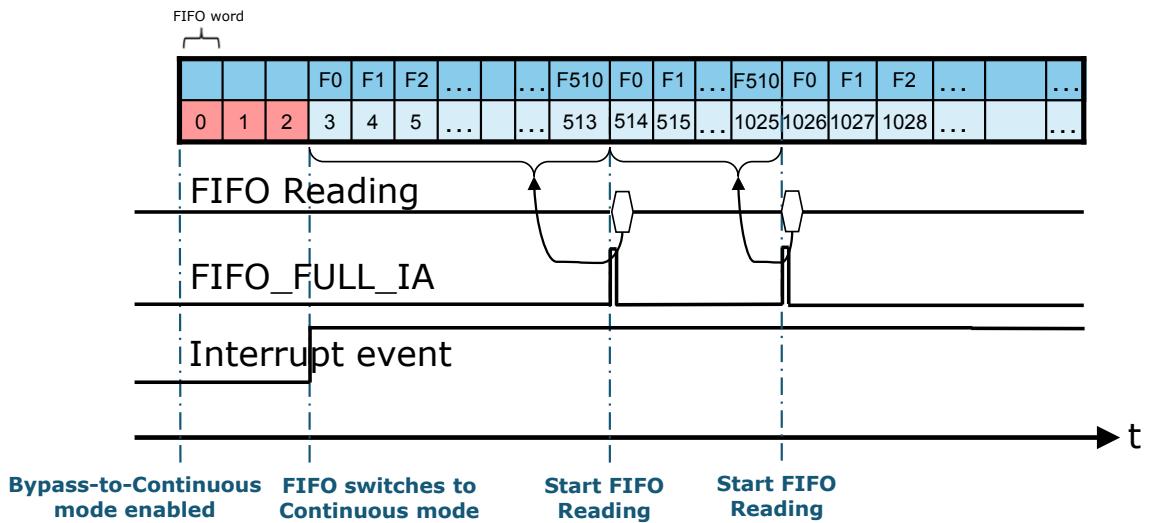 FIFO word
F0 F1 F2 ... ... F510 F0 F1 ... F510 F0 F1 F2 ... ...
0 1 2 3 4 5 ... ... 513 514 515 ... 1025 1026 1027 1028 ... ...
FIFO Reading
FIFO_FULL_IA
Interrupt event
t
Bypass-to-Continuous
mode enabled
FIFO switches to
Continuous mode
Start FIFO
Reading
Start FIFO
Reading